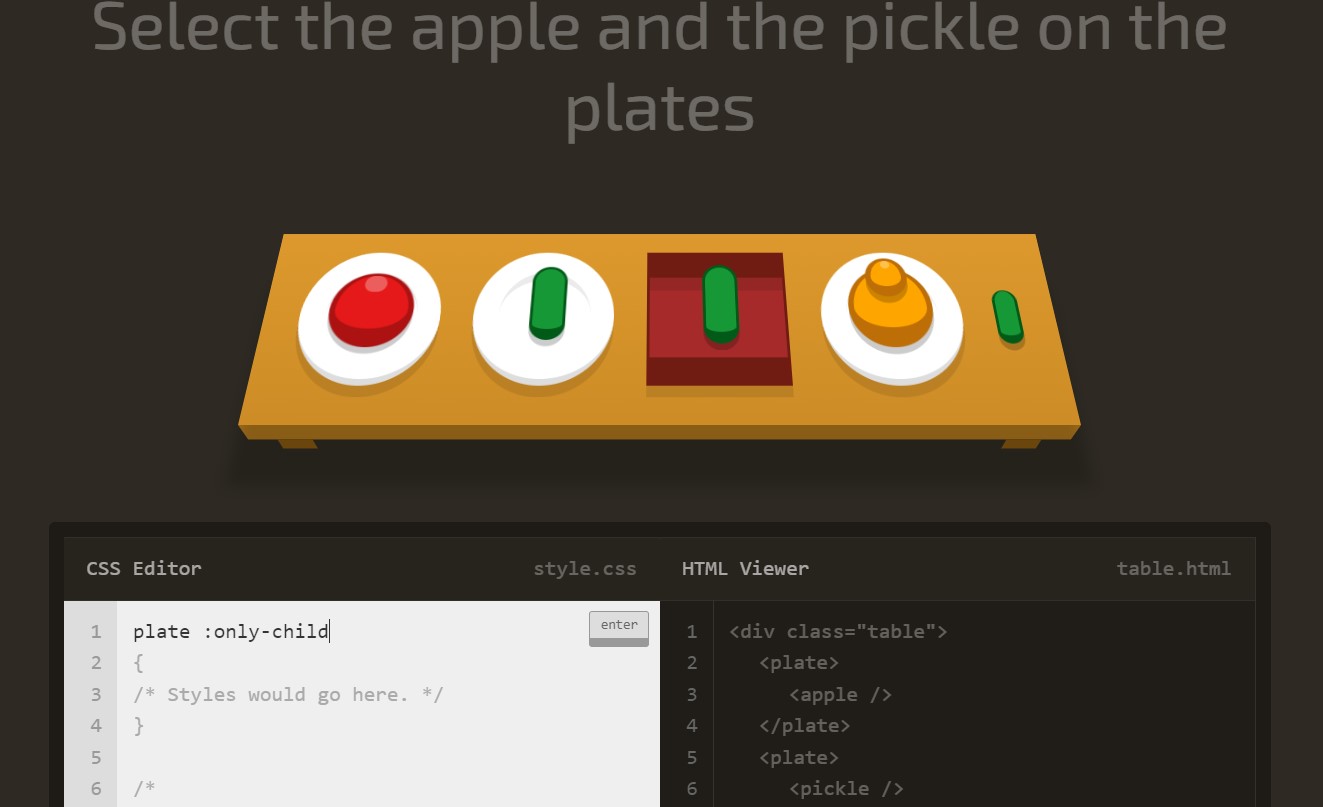 Select the apple and the pickle on the
plates
CSS Editor style.css
HTML Viewer table.html
1 plate :only-child enter
2 {
3 /* Styles would go here. */
4 }
5
6 /*
1 <div class="table">
2 <plate>
3 <apple />
4 </plate>
5 <plate>
6 <pickle />